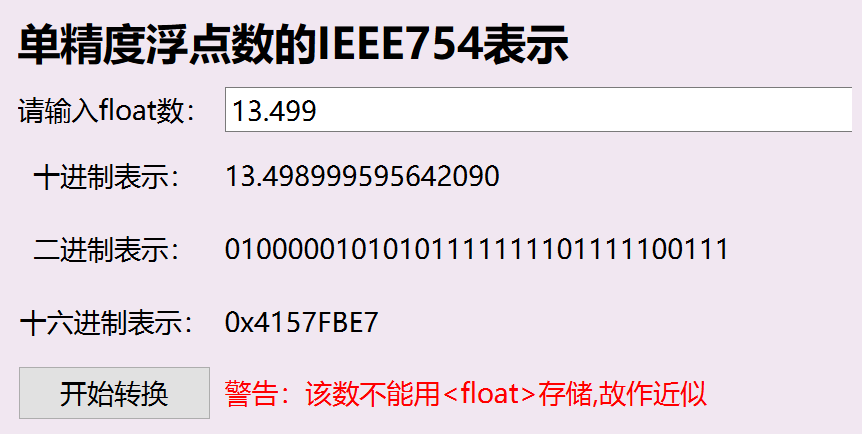 单精度浮点数的IEEE754表示
请输入float数： 13.499
十进制表示： 13.498999595642090
二进制表示： 01000001010101111111101111100111
十六进制表示： 0x4157FBE7
开始转换 警告：该数不能用<float>存储,故作近似